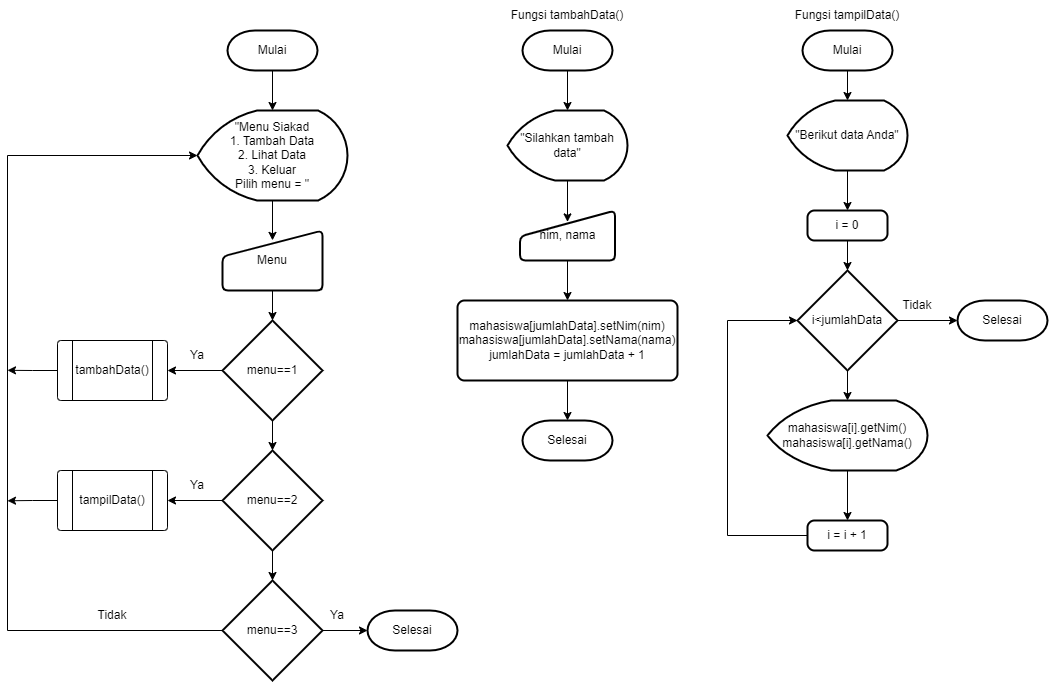 Mulai
"Menu Siakad
1. Tambah Data
2. Lihat Data
3. Keluar
Pilih menu = "
Menu
menu==1
Ya
tambahData()
menu==2
Ya
tampilData()
menu==3
Tidak
Ya
Selesai
Fungsi tambahData()
Mulai
"Silahkan tambah
data"
nim, nama
mahasiswa[jumlahData].setNim(nim)
mahasiswa[jumlahData].setNama(nama)
jumlahData = jumlahData + 1
Selesai
Fungsi tampilData()
Mulai
"Berikut data Anda"
i = 0
i<jumlahData
Tidak
Selesai
mahasiswa[i].getNim()
mahasiswa[i].getNama()
i = i + 1